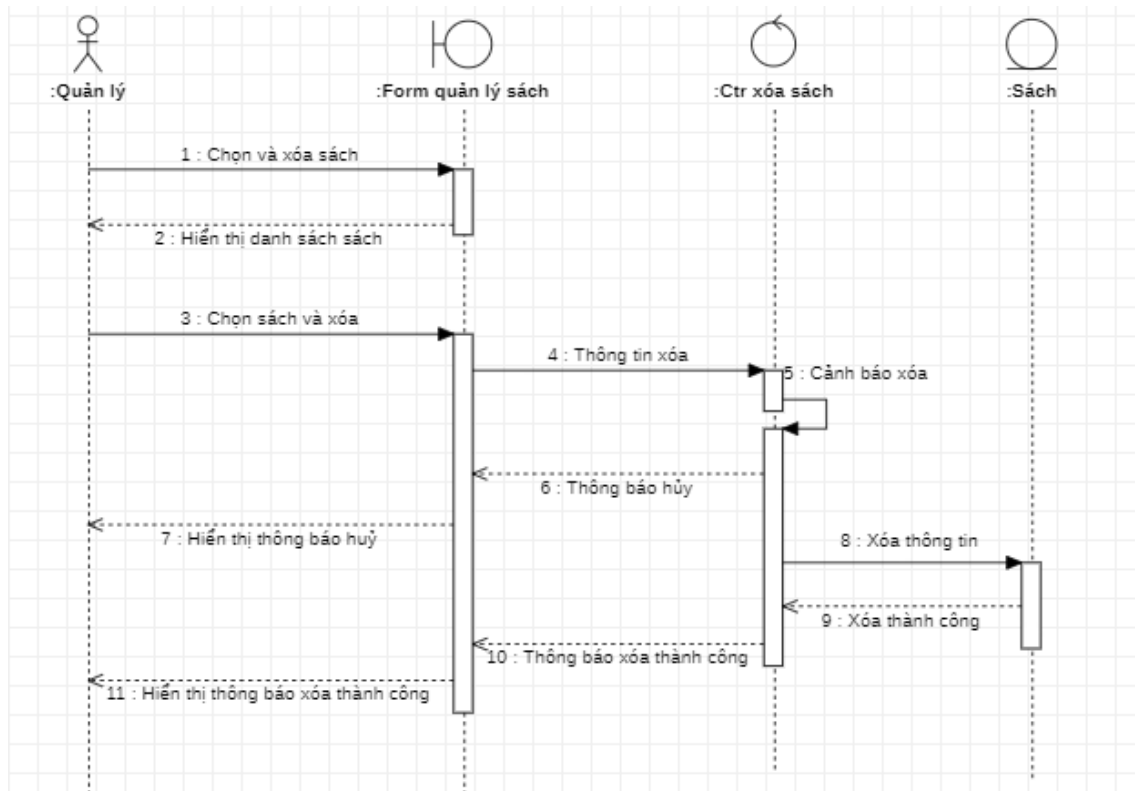 :Quản lý
:Form quản lý sách
:Ctr xóa sách
:Sách
1 : Chọn và xóa sách
2 : Hiển thị danh sách sách
3 : Chọn sách và xóa
4 : Thông tin xóa
5 : Cảnh báo xóa
6 : Thông báo hủy
7 : Hiển thị thông báo huỷ
8 : Xóa thông tin
9 : Xóa thành công
10 : Thông báo xóa thành công
11 : Hiển thị thông báo xóa thành công